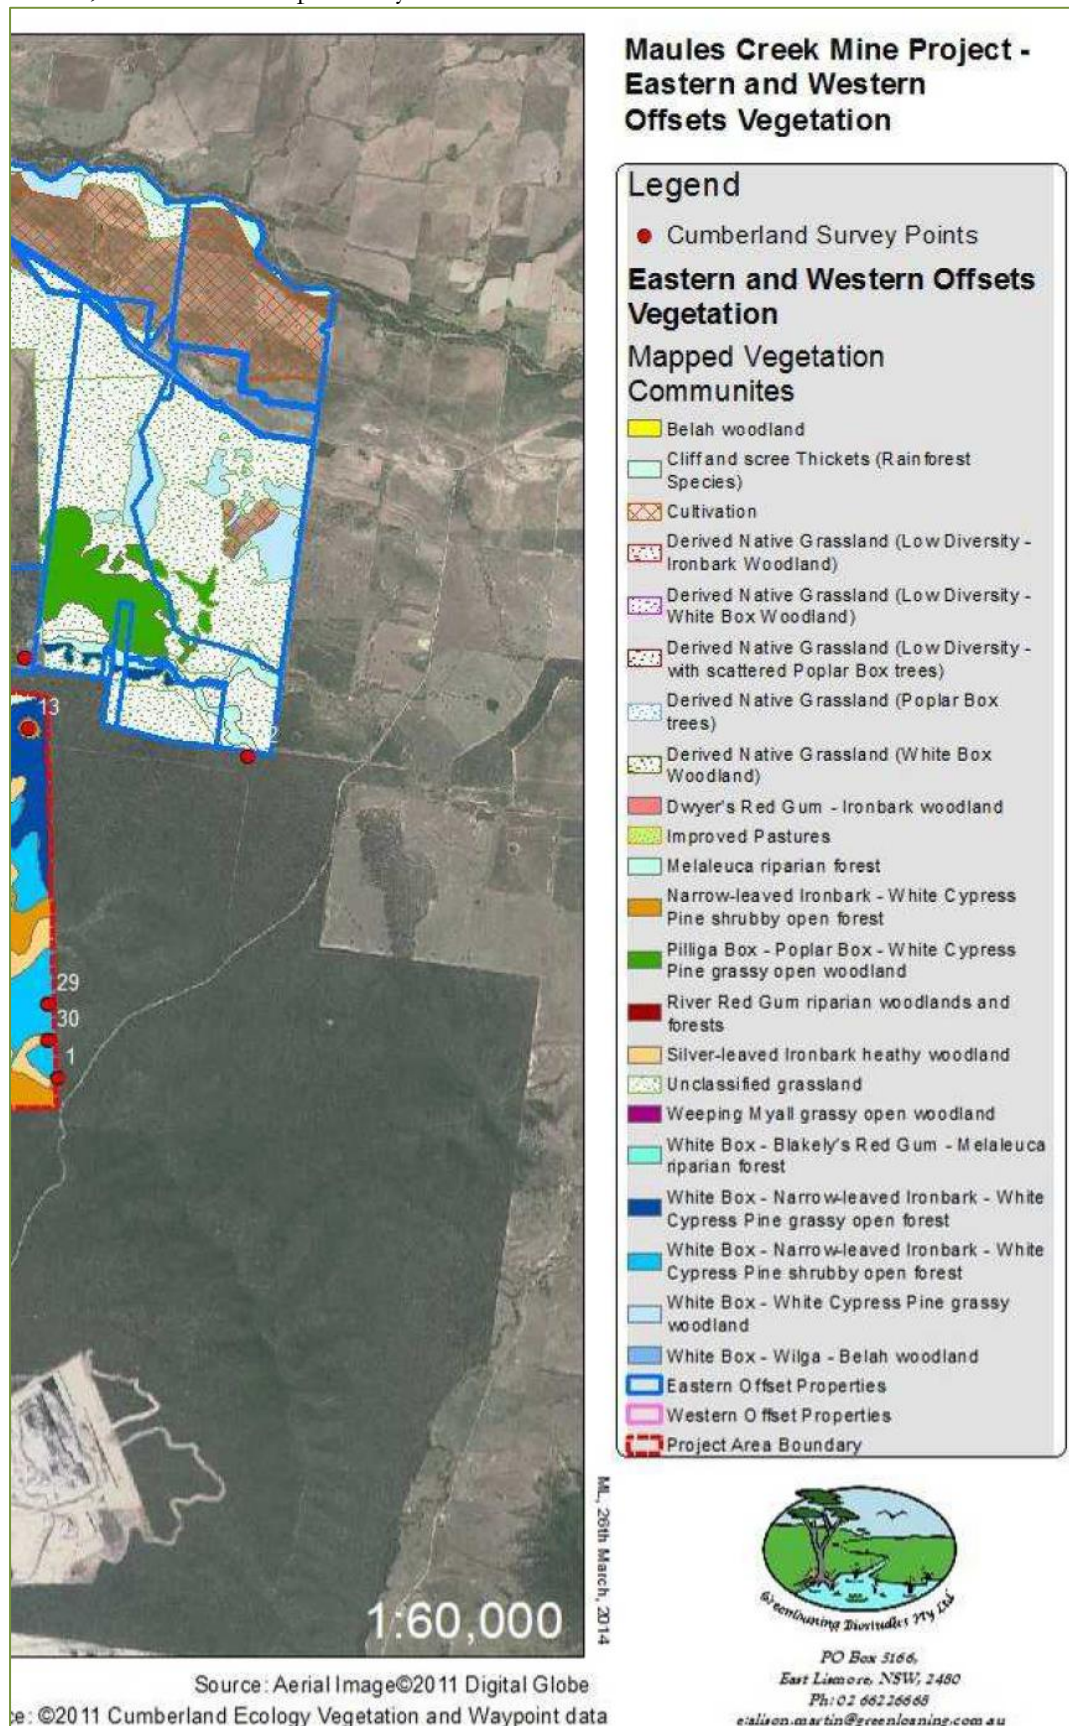 Maules Creek Mine Project -
Eastern and Western
Offsets Vegetation
Legend
Cumberland Survey Points
Eastern and Western Offsets
Vegetation
Mapped Vegetation
Communites
Belah woodland
Cliff and scree Thickets (Rainforest
Species)
Cultivation
Derived Native Grassland (Low Diversity -
Ironbark Woodland)
Derived Native Grassland (Low Diversity -
White Box Woodland)
Derived Native Grassland (Low Diversity -
with scattered Poplar Box trees)
Derived Native Grassland (Poplar Box
trees)
Derived Native Grassland (White Box
Woodland)
Dwyer's Red Gum - Ironbark woodland
Improved Pastures
Melaleuca riparian forest
Narrow-leaved Ironbark - White Cypress
Pine shrubby open forest
Pilliga Box - Poplar Box - White Cypress
Pine grassy open woodland
River Red Gum riparian woodlands and
forests
Silver-leaved Ironbark heathy woodland
Unclassified grassland
Weeping Myall grassy open woodland
White Box - Blakely's Red Gum - Melaleuca
riparian forest
White Box - Narrow-leaved Ironbark - White
Cypress Pine grassy open forest
White Box - Narrow-leaved Ironbark - White
Cypress Pine shrubby open forest
White Box - White Cypress Pine grassy
woodland
White Box - Wilga - Belah woodland
Eastern Offset Properties
Western Offset Properties
Project Area Boundary
13
2
29
30
1
1:60,000
ML, 26th March, 2014
Source: Aerial Image©2011 Digital Globe
©2011 Cumberland Ecology Vegetation and Waypoint data
Pty Ltd
PO Box 5166,
East Lismore, NSW, 2480
Ph: 02 66226668
e:alison.martin@greenloaning.com.au